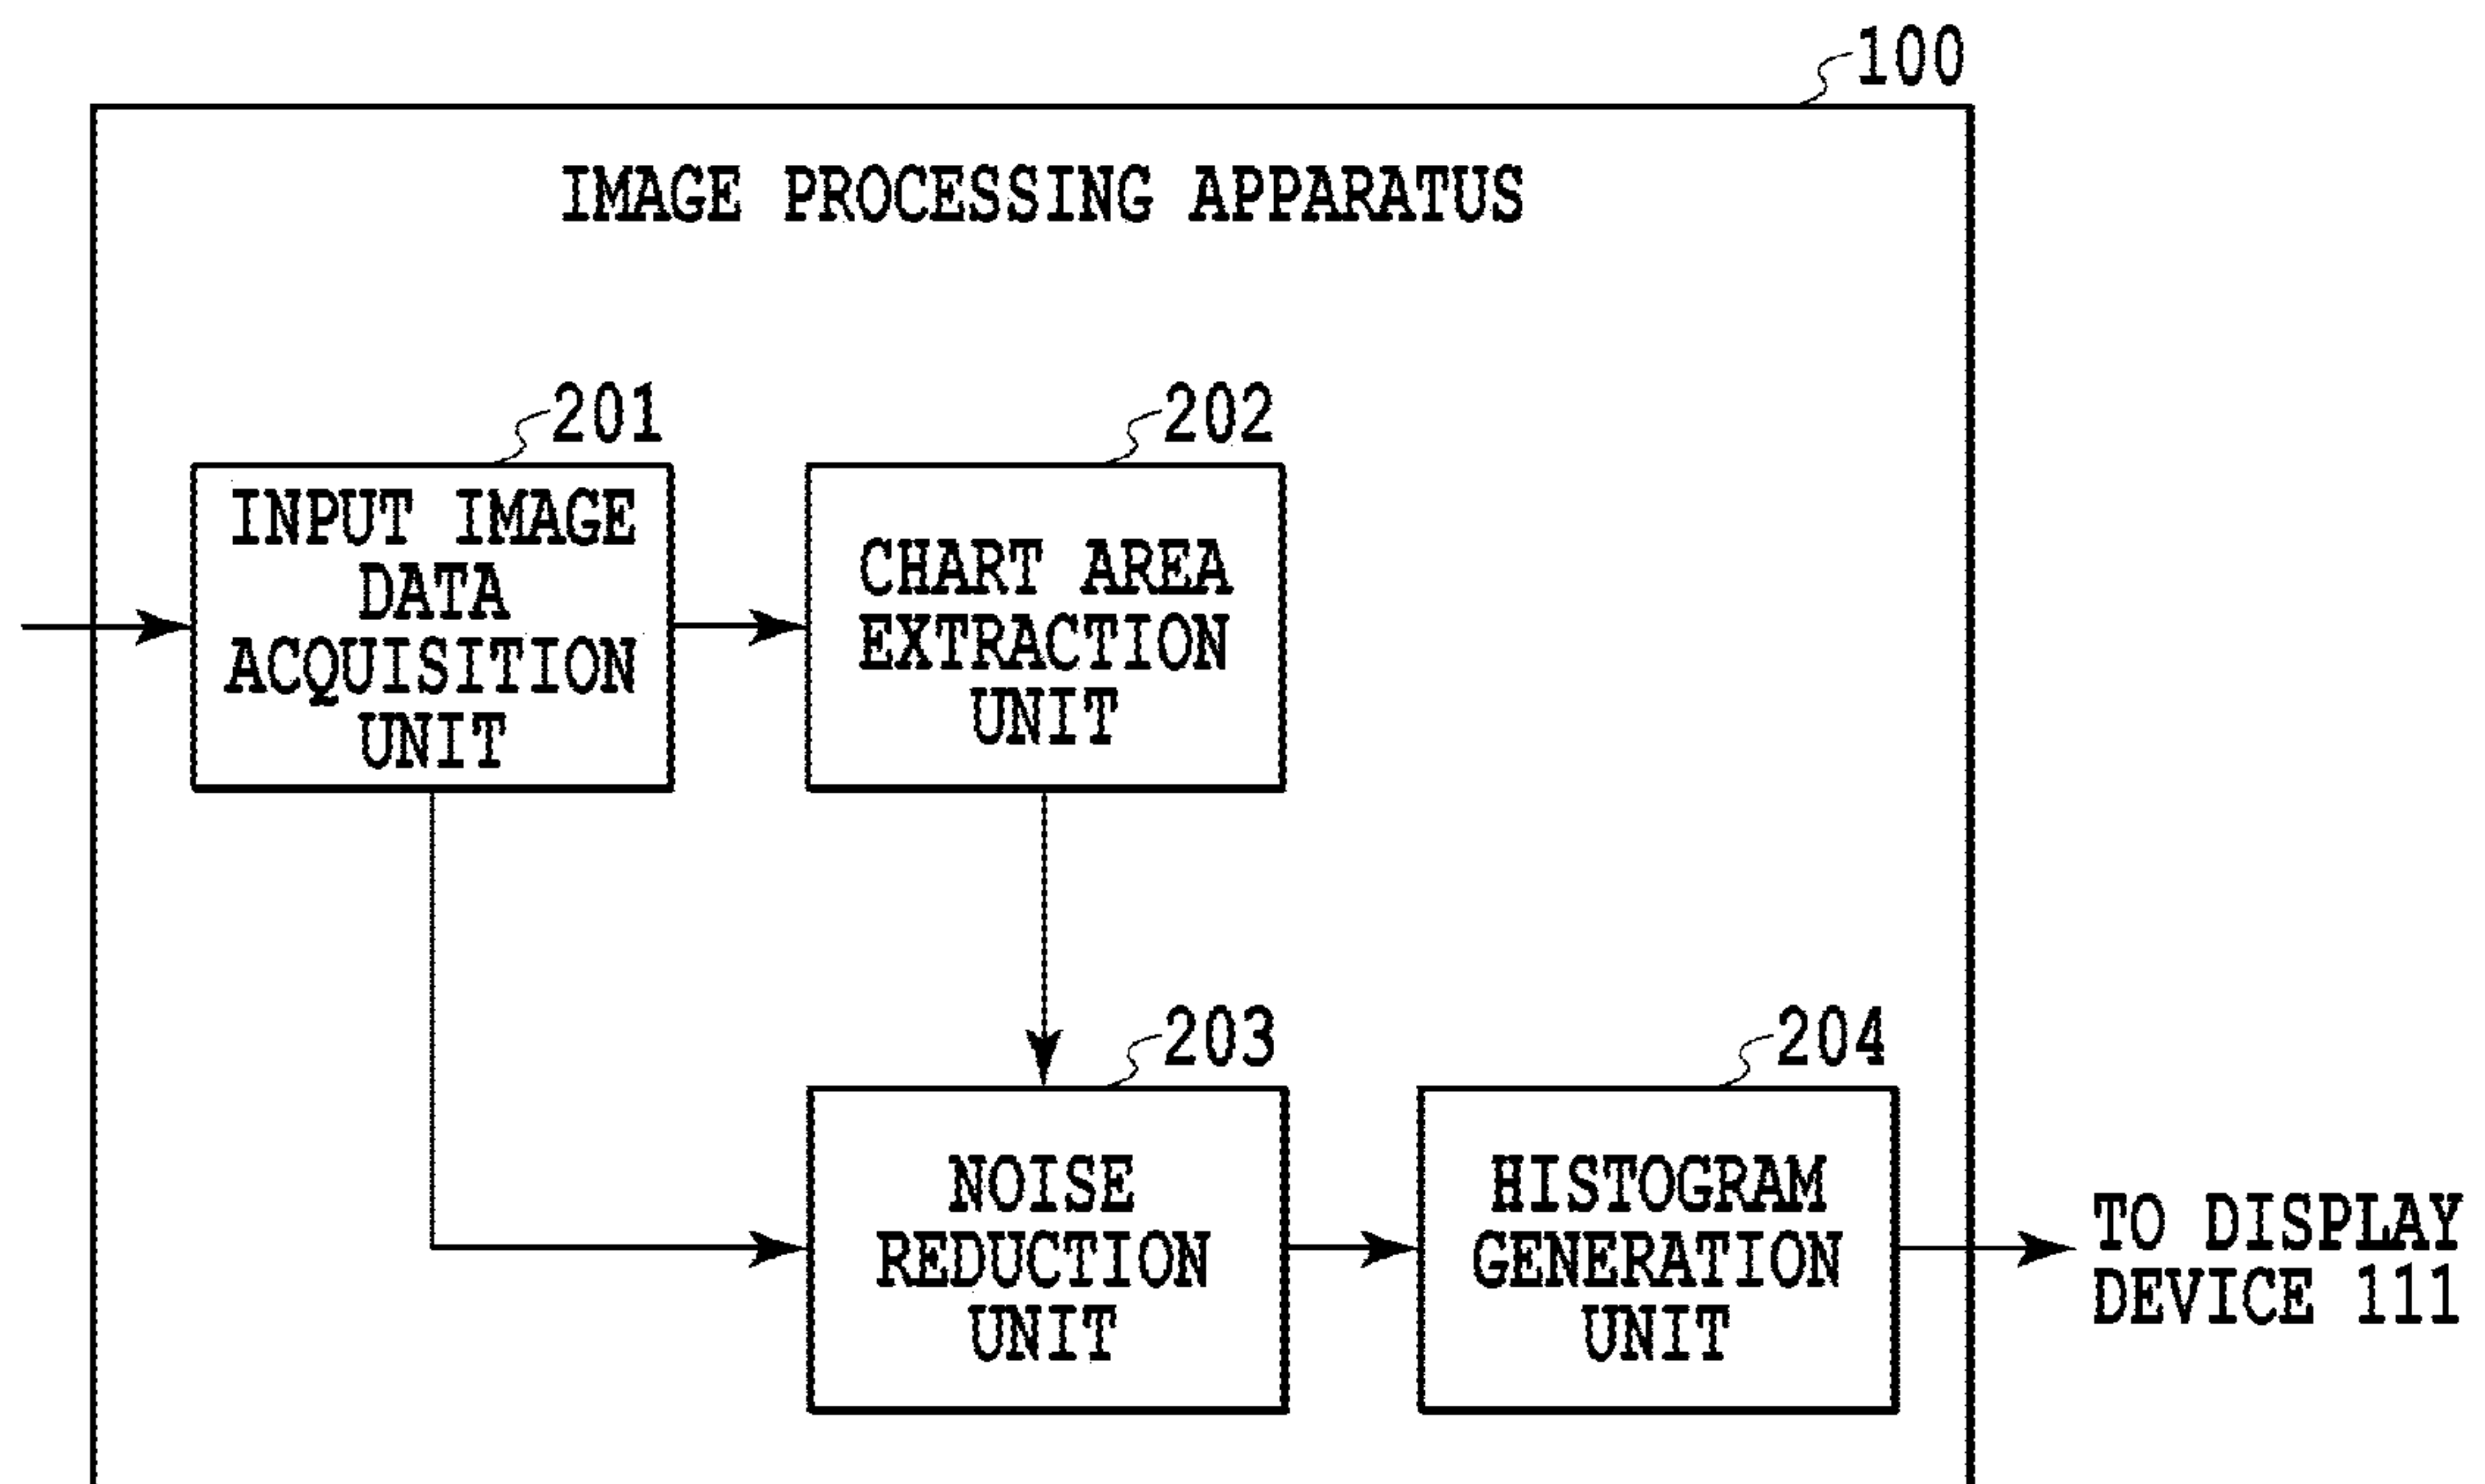 100
IMAGE PROCESSING APPARATUS
201
INPUT IMAGE
DATA
ACQUISITION
UNIT
202
CHART AREA
EXTRACTION
UNIT
203
NOISE
REDUCTION
UNIT
204
HISTOGRAM
GENERATION
UNIT
TO DISPLAY
DEVICE 111